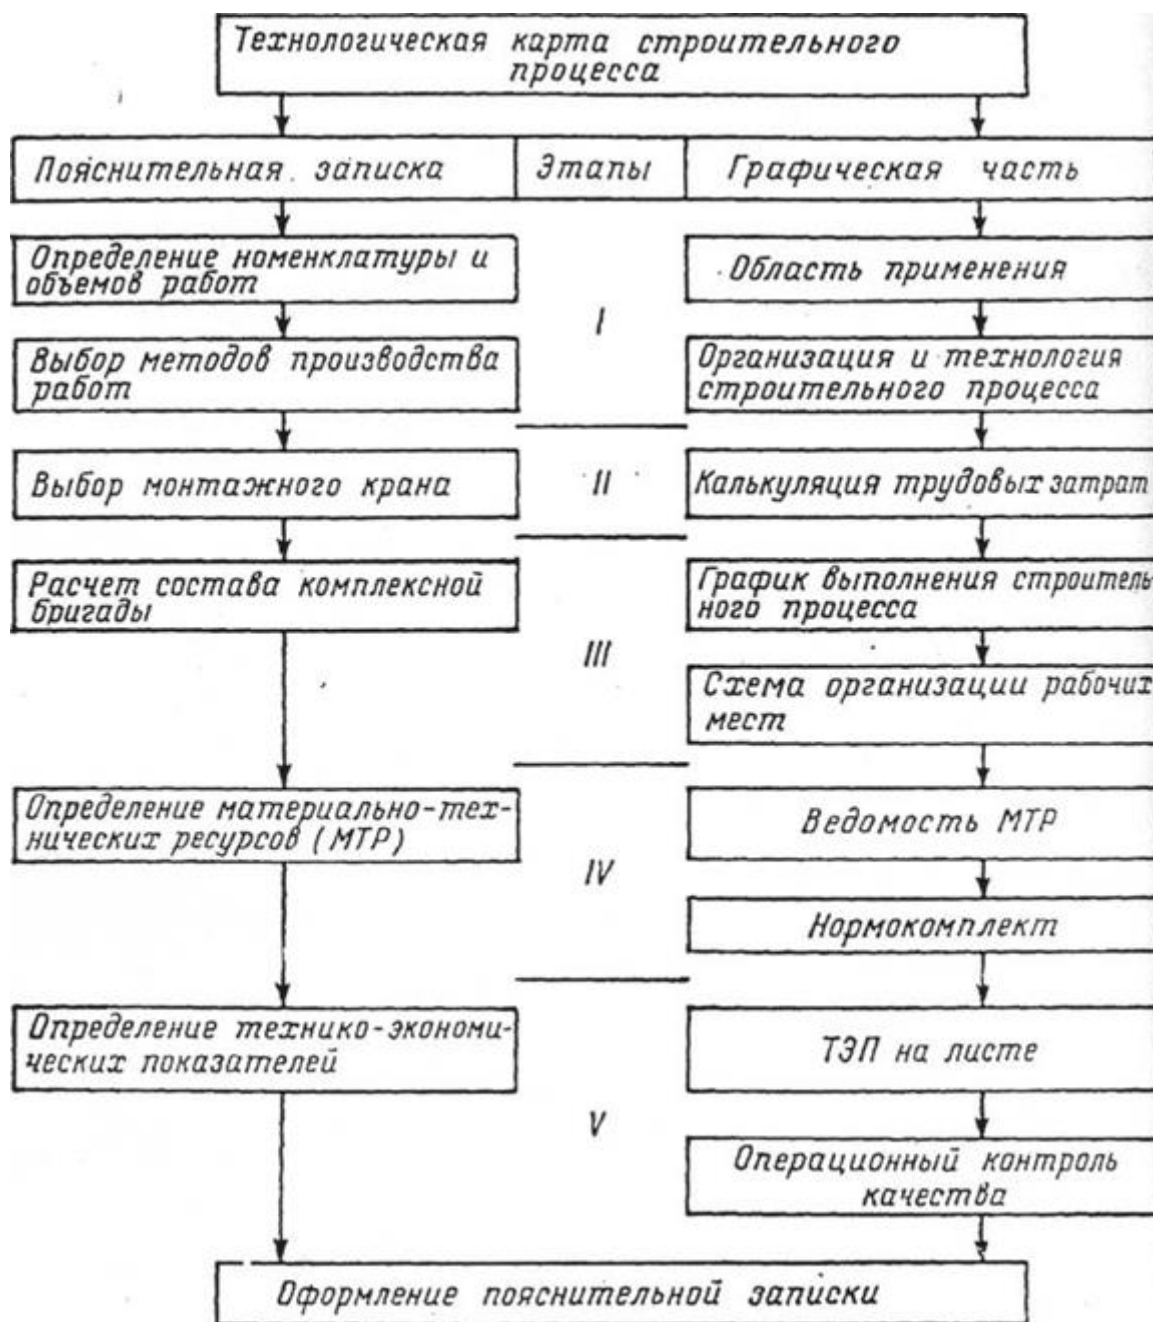 Технологическая карта строительного
процесса
Пояснительная записка
Этапы
Графическая часть
Определение номенклатуры и
объемов работ
Область применения
I
Выбор методов производства
работ
Организация и технология
строительного процесса
Выбор монтажного крана
II
Калькуляция трудовых затрат
Расчет состава комплексной
бригады
График выполнения строитель-
ного процесса
III
Схема организации рабочих
мест
Определение материально-тех-
нических ресурсов (МТР)
Ведомость МТР
IV
Нормокомплект
Определение технико-экономи-
ческих показателей
ТЭП на листе
V
Операционный контроль
качества
Оформление пояснительной записки